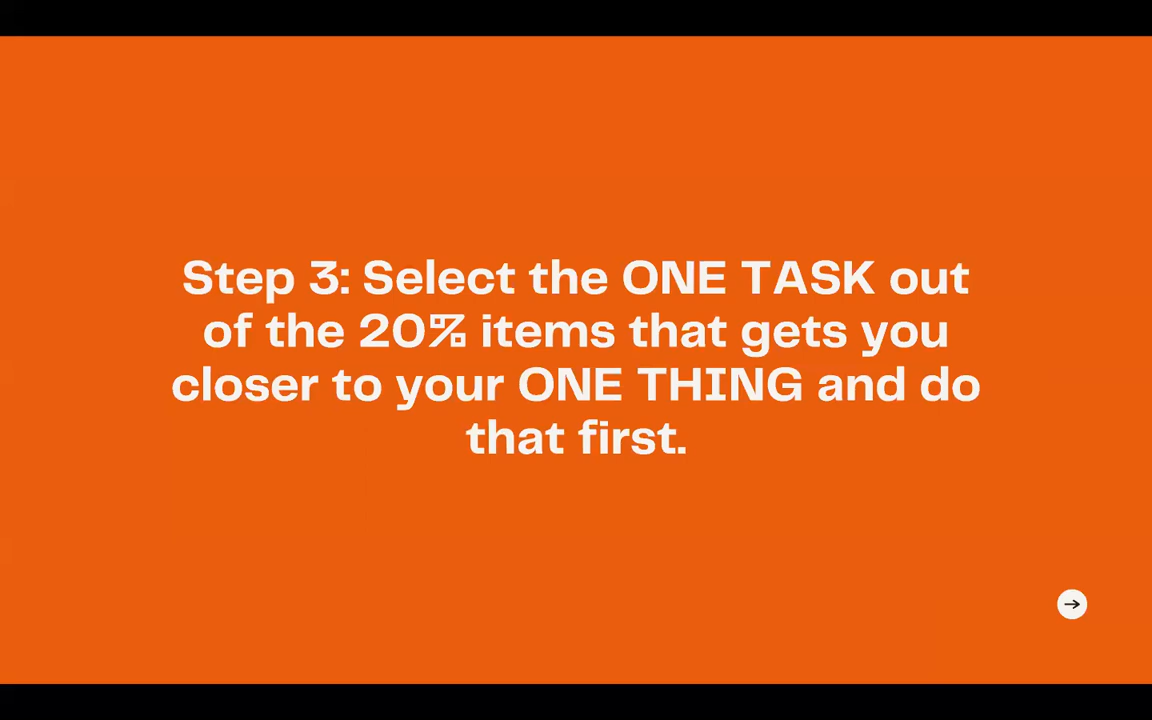 Step 3: Select the ONE TASK out
of the 20% items that gets you
closer to your ONE THING and do
that first.